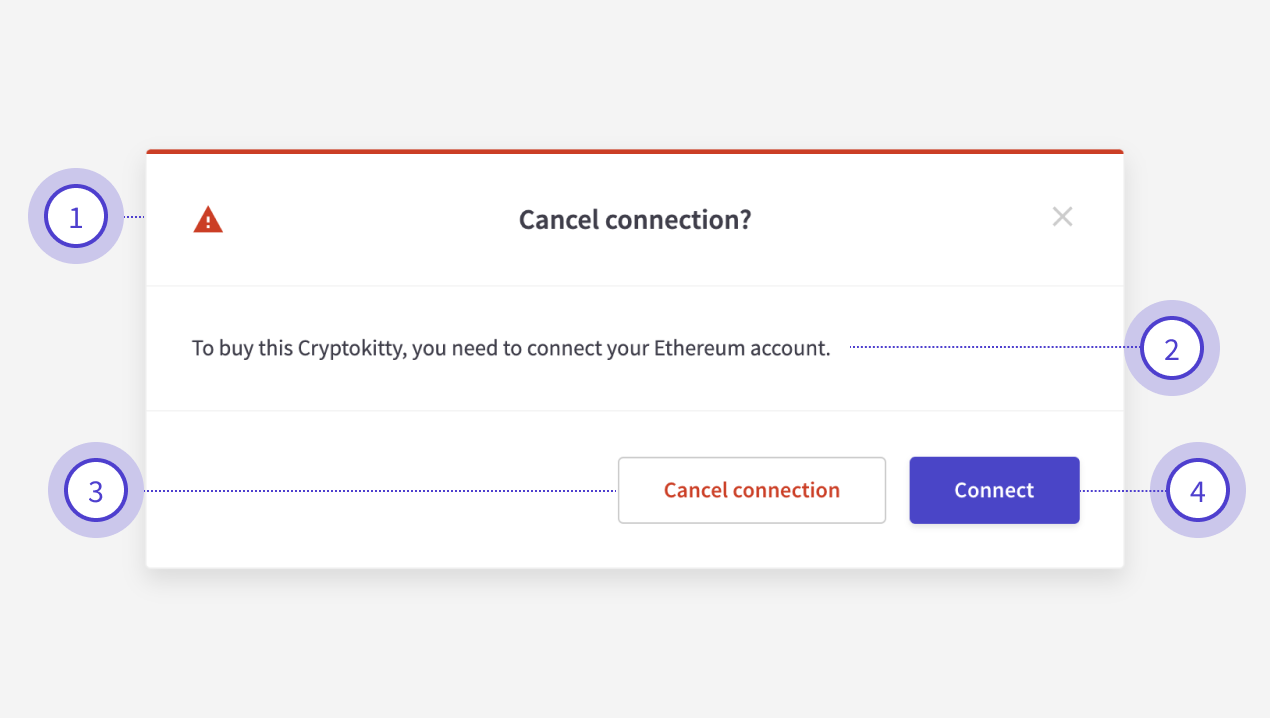 1
Cancel connection?
To buy this Cryptokitty, you need to connect your Ethereum account.
2
3
Cancel connection
Connect
4